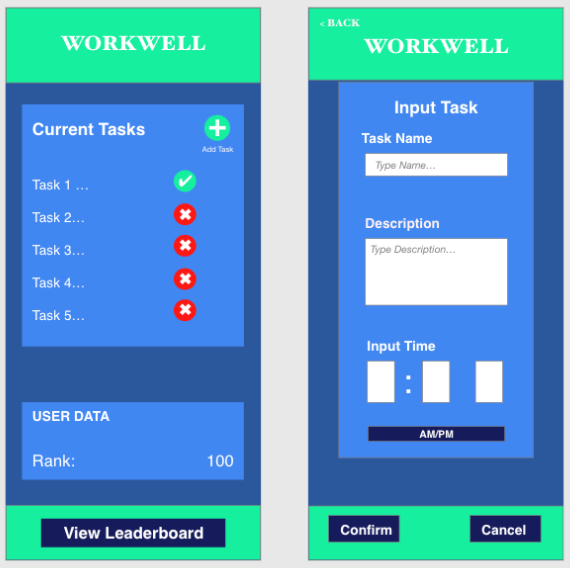 WORKWELL
Current Tasks
Add Task
Task 1 ...
Task 2...
Task 3...
Task 4...
Task 5...
USER DATA
Rank: 100
View Leaderboard
< BACK
WORKWELL
Input Task
Task Name
Type Name...
Description
Type Description...
Input Time
:
AM/PM
Confirm Cancel